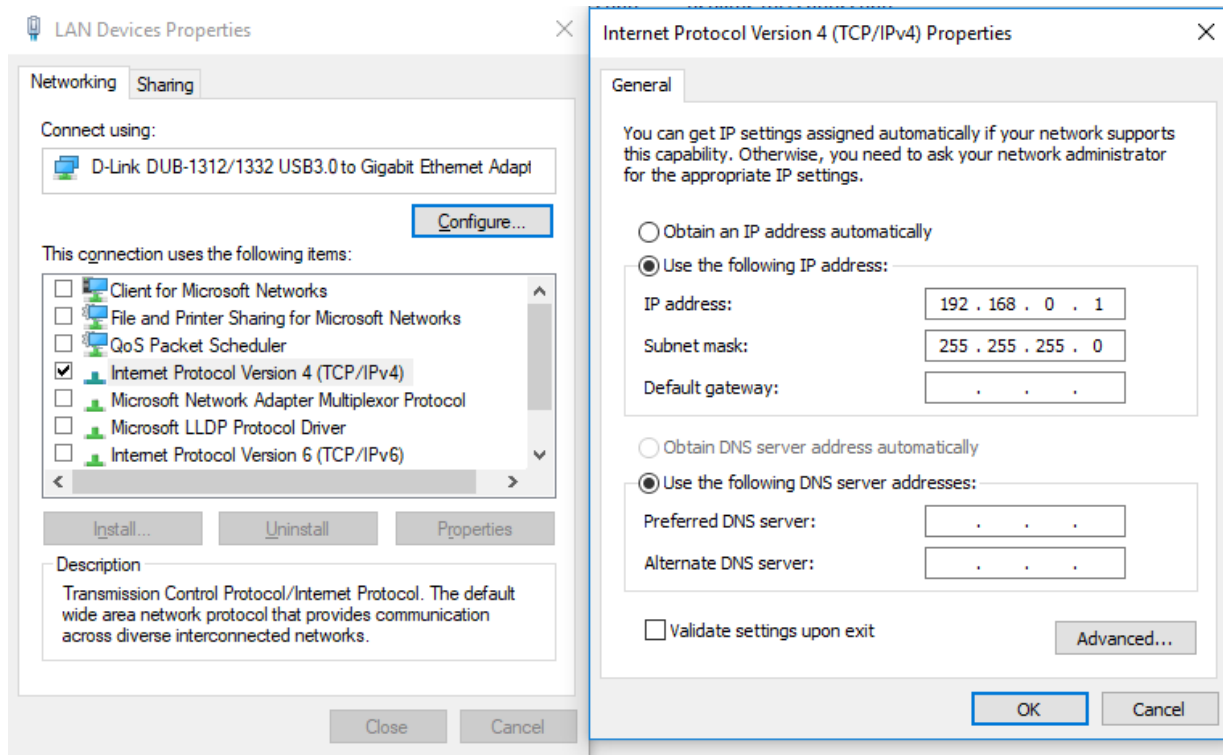 LAN Devices Properties
Networking
Sharing
Connect using:
D-Link DUB-1312/1332 USB3.0 to Gigabit Ethernet Adapt
Configure...
This connection uses the following items:
Client for Microsoft Networks
File and Printer Sharing for Microsoft Networks
QoS Packet Scheduler
Internet Protocol Version 4 (TCP/IPv4)
Microsoft Network Adapter Multiplexor Protocol
Microsoft LLDP Protocol Driver
Internet Protocol Version 6 (TCP/IPv6)
Install...
Uninstall
Properties
Description
Transmission Control Protocol/Internet Protocol. The default
wide area network protocol that provides communication
across diverse interconnected networks.
Close
Cancel
Internet Protocol Version 4 (TCP/IPv4) Properties
General
You can get IP settings assigned automatically if your network supports
this capability. Otherwise, you need to ask your network administrator
for the appropriate IP settings.
Obtain an IP address automatically
Use the following IP address:
IP address: 192 . 168 . 0 . 1
Subnet mask: 255 . 255 . 255 . 0
Default gateway: . . .
Obtain DNS server address automatically
Use the following DNS server addresses:
Preferred DNS server: . . .
Alternate DNS server: . . .
Validate settings upon exit
Advanced...
OK
Cancel